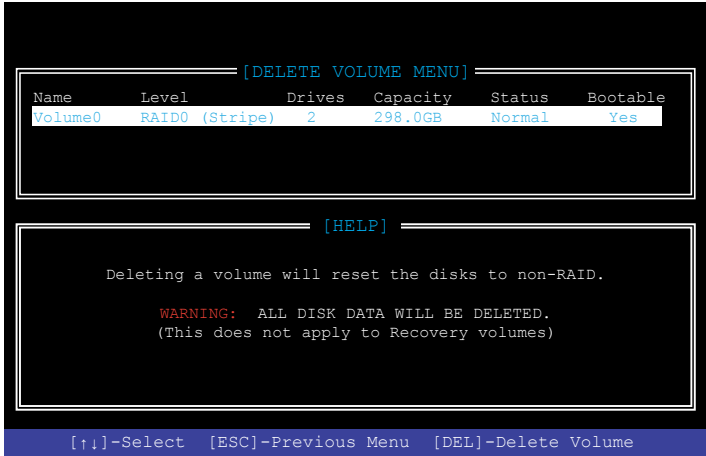 [DELETE VOLUME MENU]
Name Level Drives Capacity Status Bootable
Volume0 RAID0 (Stripe) 2 298.0GB Normal Yes
[HELP]
Deleting a volume will reset the disks to non-RAID.
WARNING: ALL DISK DATA WILL BE DELETED.
(This does not apply to Recovery volumes)
[↑↓]-Select [ESC]-Previous Menu [DEL]-Delete Volume